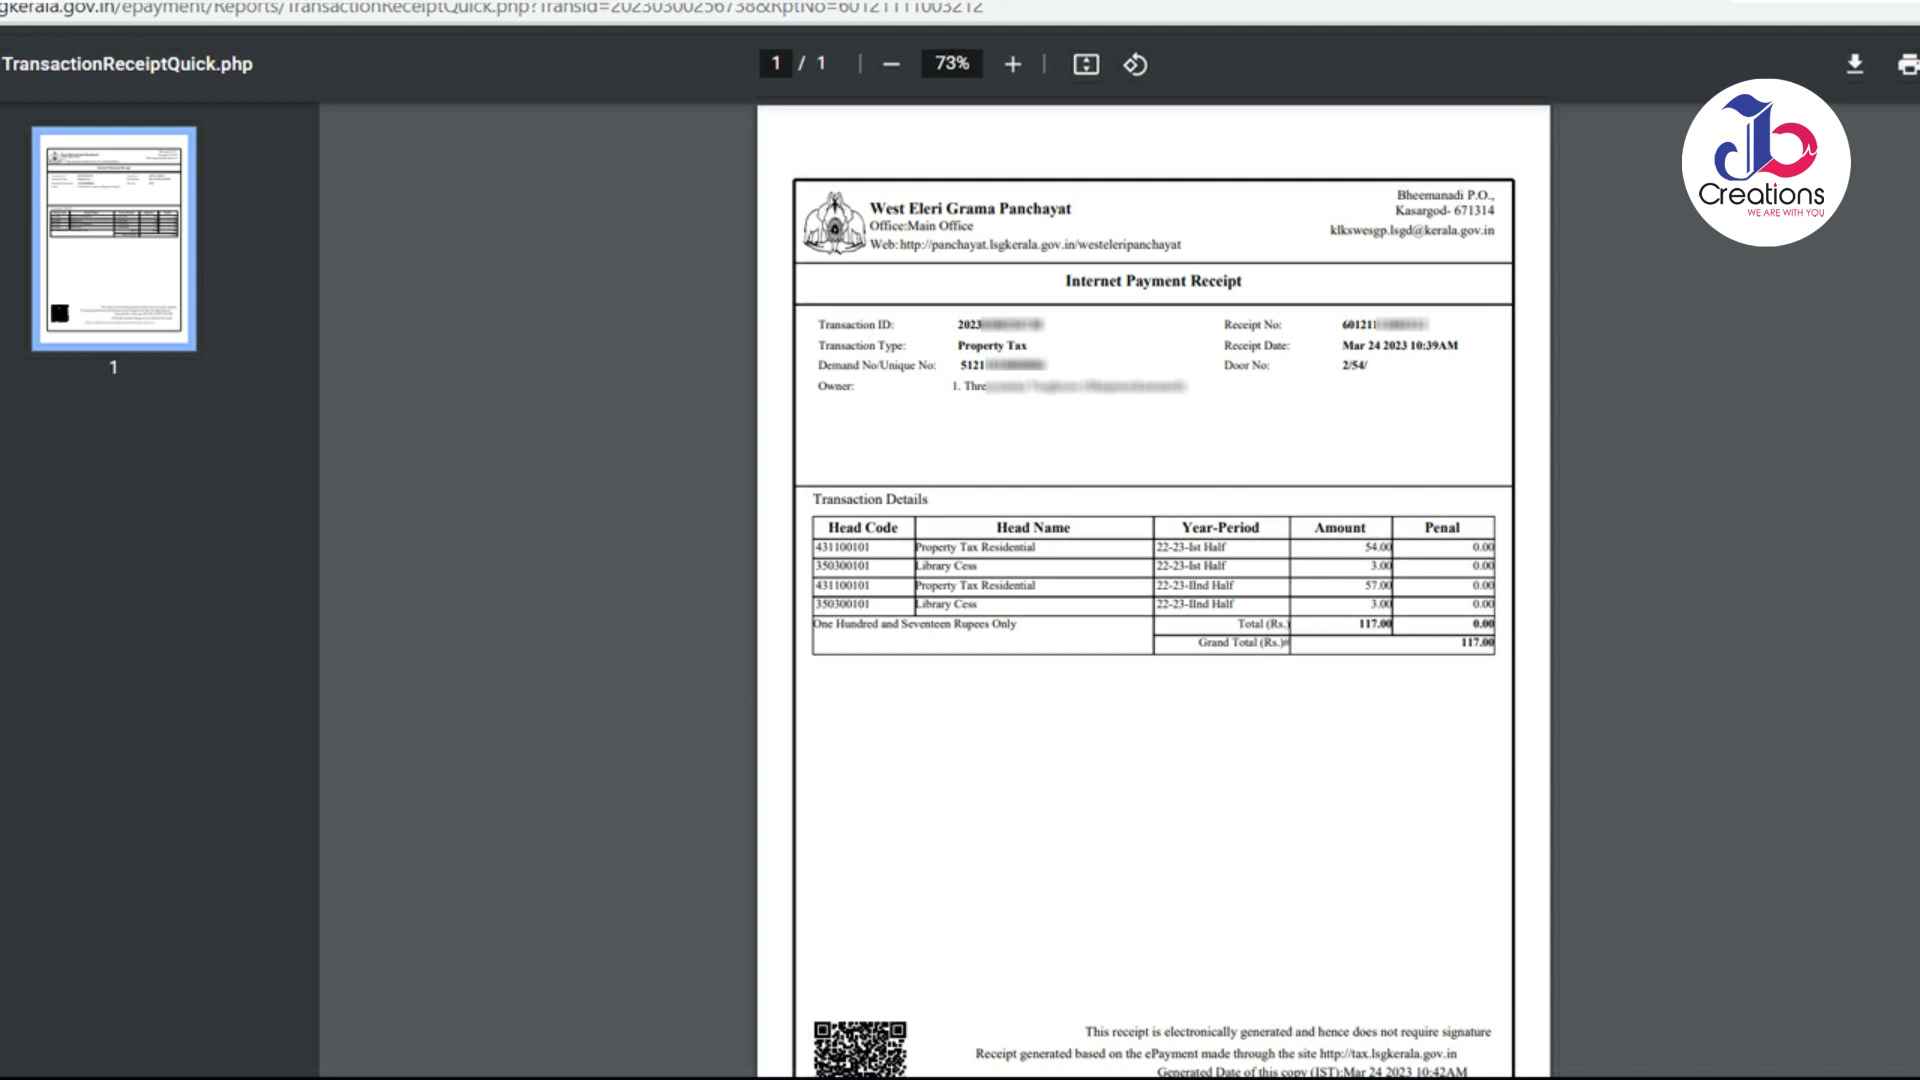 gkerala.gov.in/epayment/Reports/TransactionReceiptQuick.php?TransId=20230300256738&RptNo=60121111003212
TransactionReceiptQuick.php
1 / 1
73%
1
Creations
WE ARE WITH YOU
West Eleri Grama Panchayat
Office:Main Office
Web: http://panchayat.lsgkerala.gov.in/westeleripanchayat
Bheemanadi P.O.,
Kasargod- 671314
klkswesgp.lsgd@kerala.gov.in
Internet Payment Receipt
Transaction ID: 2023 Receipt No: 601211
Transaction Type: Property Tax Receipt Date: Mar 24 2023 10:39AM
Demand No/Unique No: 5121 Door No: 2/54/
Owner: 1. Thre
Transaction Details
Head Code Head Name Year-Period Amount Penal
431100101 Property Tax Residential 22-23-Ist Half 54.00 0.00
350300101 Library Cess 22-23-Ist Half 3.00 0.00
431100101 Property Tax Residential 22-23-IInd Half 57.00 0.00
350300101 Library Cess 22-23-IInd Half 3.00 0.00
One Hundred and Seventeen Rupees Only Total (Rs.) 117.00 0.00
Grand Total (Rs.)# 117.00
This receipt is electronically generated and hence does not require signature
Receipt generated based on the ePayment made through the site http://tax.lsgkerala.gov.in
Generated Date of this copy (IST):Mar 24 2023 10:42AM